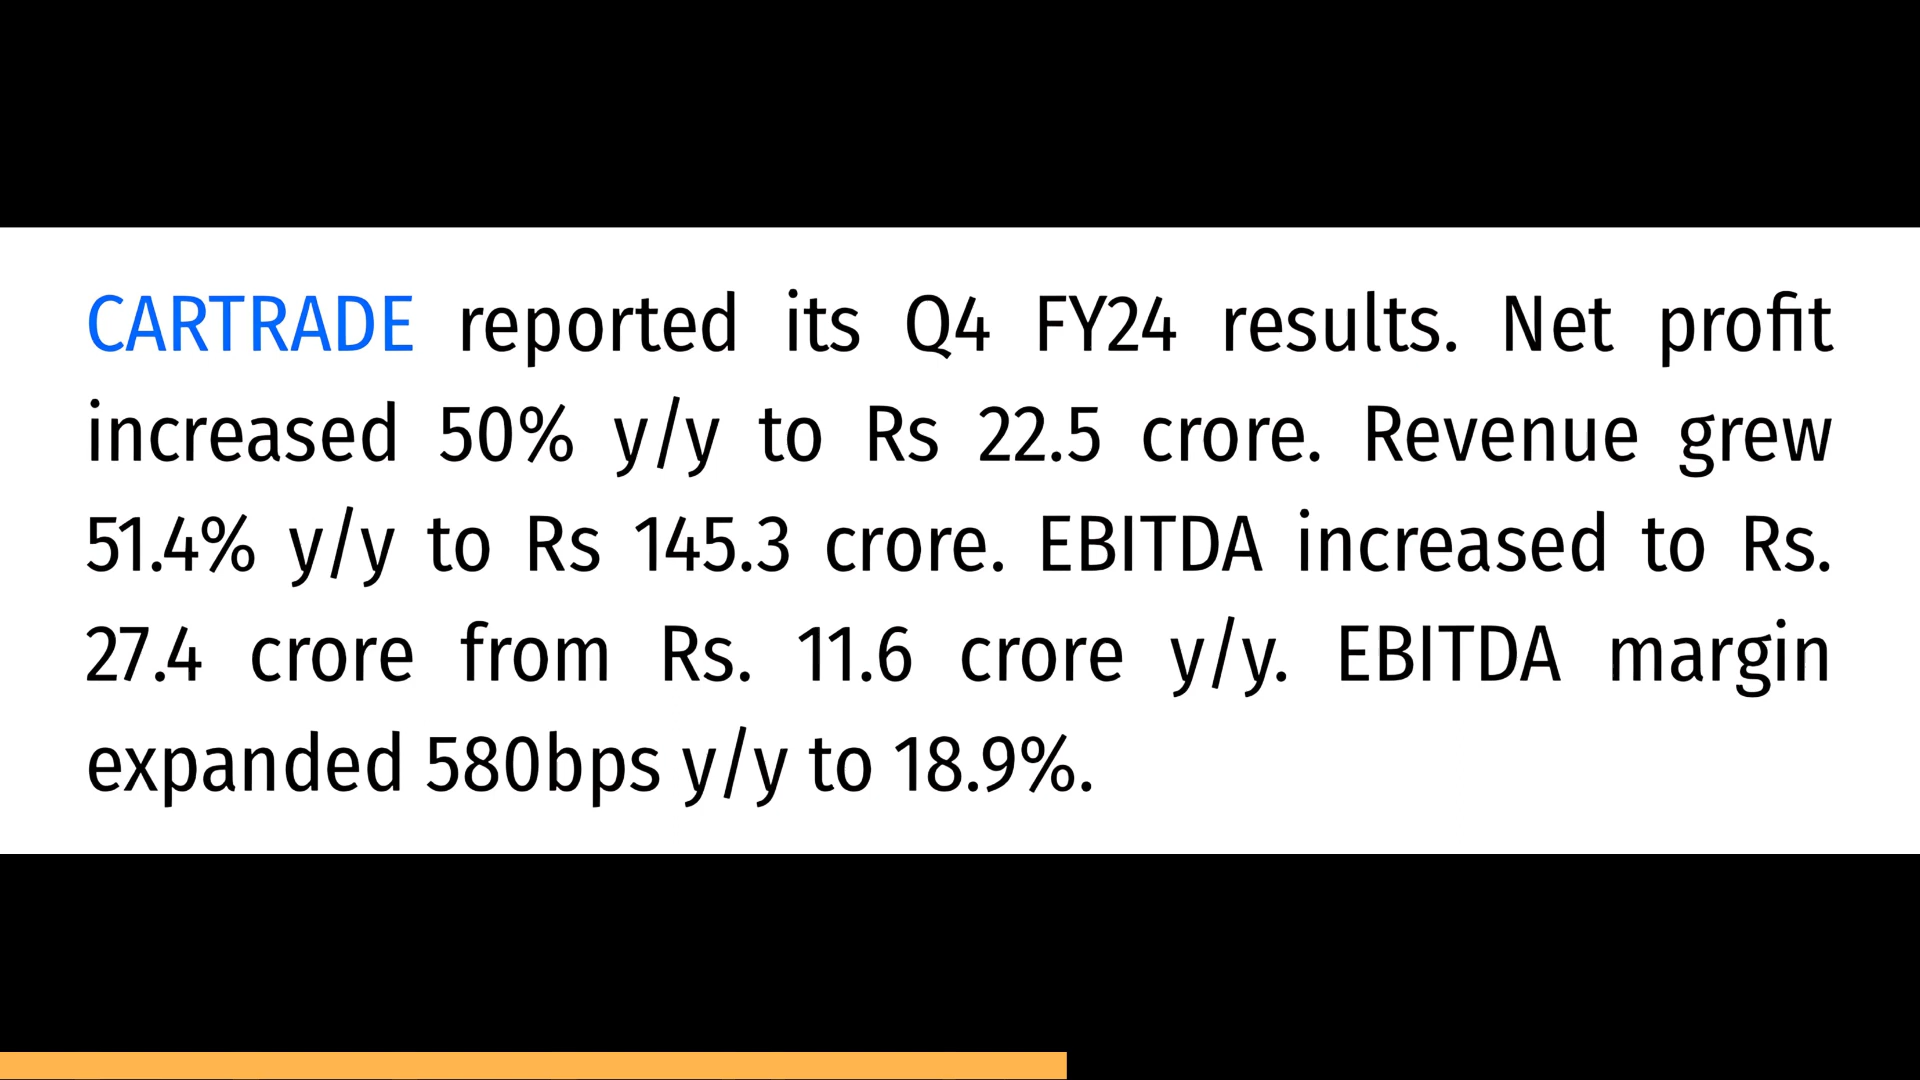 CARTRADE reported its Q4 FY24 results. Net profit
increased 50% y/y to Rs 22.5 crore. Revenue grew
51.4% y/y to Rs 145.3 crore. EBITDA increased to Rs.
27.4 crore from Rs. 11.6 crore y/y. EBITDA margin
expanded 580bps y/y to 18.9%.